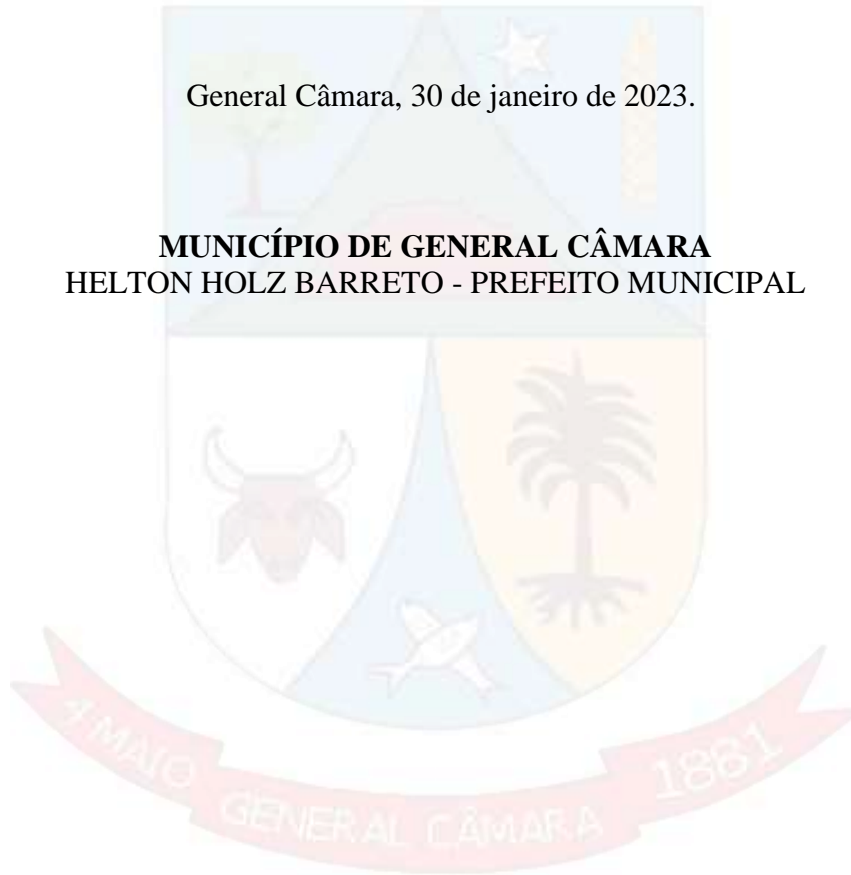 General Câmara, 30 de janeiro de 2023.
MUNICÍPIO DE GENERAL CÂMARA
HELTON HOLZ BARRETO - PREFEITO MUNICIPAL
4 MAIO
GENERAL CÂMARA
1881